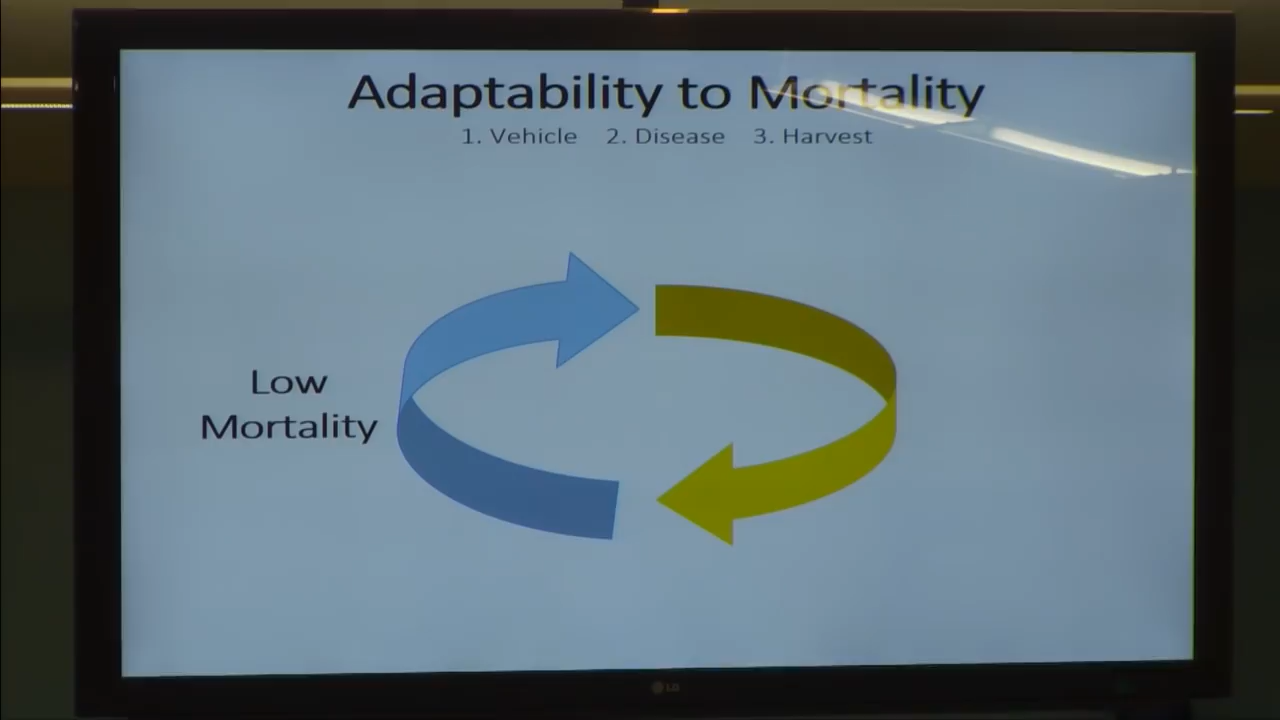 Adaptability to Mortality
1. Vehicle 2. Disease 3. Harvest
Low
Mortality
LG